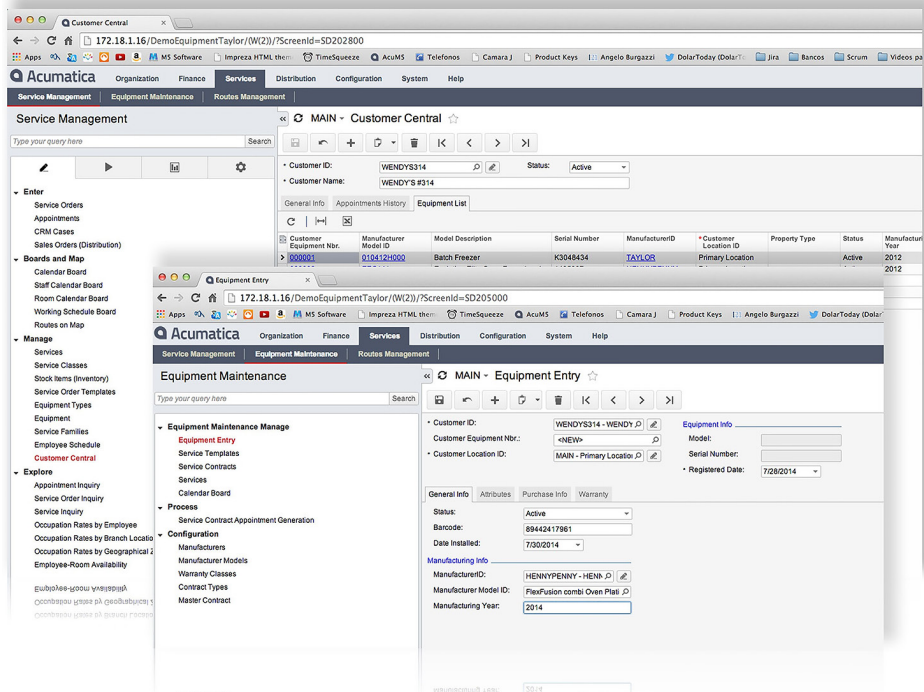 Customer Central
172.18.1.16/DemoEquipmentTaylor/(W(2))/?ScreenId=SD202800
Apps M5 Software Impreza HTML them TimeSqueeze AcuM5 Telefonos Camara J Product Keys Angelo Burgazzi DolarToday (DolarT Jira Bancos Scrum Videos pa
Acumatica Organization Finance Services Distribution Configuration System Help
Service Management Equipment Maintenance Routes Management
Service Management
MAIN Customer Central
Type your query here Search
Customer ID: WENDYS314 Status: Active
Customer Name: WENDY'S #314
General Info Appointments History Equipment List
Enter
Service Orders
Appointments
CRM Cases
Sales Orders (Distribution)
Boards and Map
Calendar Board
Staff Calendar Board
Room Calendar Board
Working Schedule Board
Routes on Map
Manage
Services
Service Classes
Stock Items (Inventory)
Service Order Templates
Equipment Types
Equipment
Service Families
Employee Schedule
Customer Central
Explore
Appointment Inquiry
Service Order Inquiry
Service Inquiry
Occupation Rates by Employee
Occupation Rates by Branch Locatio
Occupation Rates by Geographical Z
Employee-Room Availability
Customer Equipment Nbr. Manufacturer Model ID Model Description Serial Number ManufacturerID *Customer Location ID Property Type Status Manufacturi Year
000001 010412H000 Batch Freezer K3048434 TAYLOR Primary Location Active 2012
2012
Equipment Entry
172.18.1.16/DemoEquipmentTaylor/(W(2))/?ScreenId=SD205000
Apps M5 Software Impreza HTML them TimeSqueeze AcuM5 Telefonos Camara J Product Keys Angelo Burgazzi DolarToday (Dolar
Acumatica Organization Finance Services Distribution Configuration System Help
Service Management Equipment Maintenance Routes Management
Equipment Maintenance
MAIN Equipment Entry
Type your query here Search
Equipment Maintenance Manage
Equipment Entry
Service Templates
Service Contracts
Services
Calendar Board
Process
Service Contract Appointment Generation
Configuration
Manufacturers
Manufacturer Models
Warranty Classes
Contract Types
Master Contract
Customer ID: WENDYS314 - WENDY
Customer Equipment Nbr.: <NEW>
Customer Location ID: MAIN - Primary Locatio
Equipment Info
Model:
Serial Number:
Registered Date: 7/28/2014
General Info Attributes Purchase Info Warranty
Status: Active
Barcode: 89442417961
Date Installed: 7/30/2014
Manufacturing Info
ManufacturerID: HENNYPENNY - HENN
Manufacturer Model ID: FlexFusion combi Oven Plati
Manufacturing Year: 2014